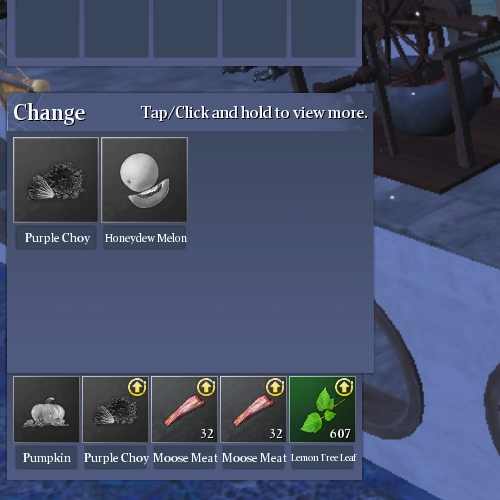 Change
Tap/Click and hold to view more.
Purple Choy
Honeydew Melon
32
32
607
Pumpkin
Purple Choy
Moose Meat
Moose Meat
Lemon Tree Leaf